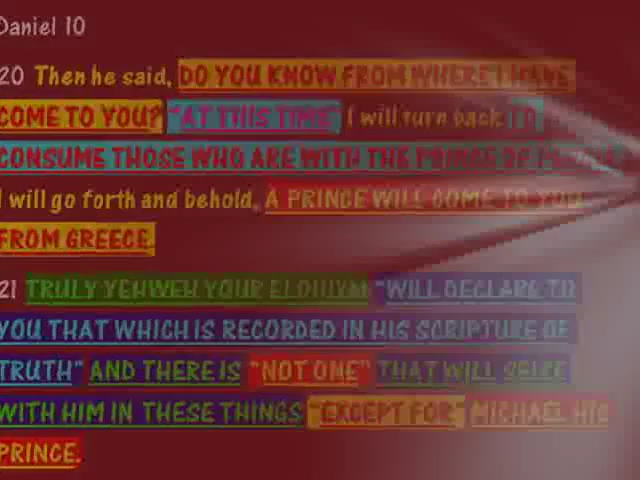 Daniel 10
20 Then he said, DO YOU KNOW FROM WHERE I HAVE
COME TO YOU? "AT THIS TIME" I will turn back TO
CONSUME THOSE WHO ARE WITH THE PRINCE OF
I will go forth and behold, A PRINCE WILL COME TO YOU
FROM GREECE.
21 TRULY YEHWEH YOUR ELOHIYM "WILL DECLARE TO
YOU THAT WHICH IS RECORDED IN HIS SCRIPTURE OF
TRUTH" AND THERE IS "NOT ONE" THAT WILL SEIZE
WITH HIM IN THESE THINGS "EXCEPT FOR" MICHAEL HIS
PRINCE.